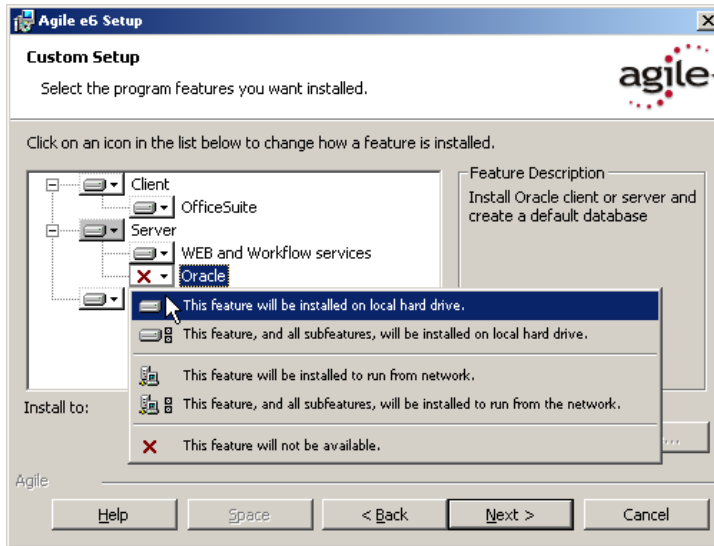 Agile e6 Setup
Custom Setup
Select the program features you want installed.
agile
Click on an icon in the list below to change how a feature is installed.
Client
OfficeSuite
Server
WEB and Workflow services
Oracle
Feature Description
Install Oracle client or server and
create a default database
This feature will be installed on local hard drive.
This feature, and all subfeatures, will be installed on local hard drive.
This feature will be installed to run from network.
This feature, and all subfeatures, will be installed to run from the network.
This feature will not be available.
Install to:
...
Agile
Help
Space
< Back
Next >
Cancel